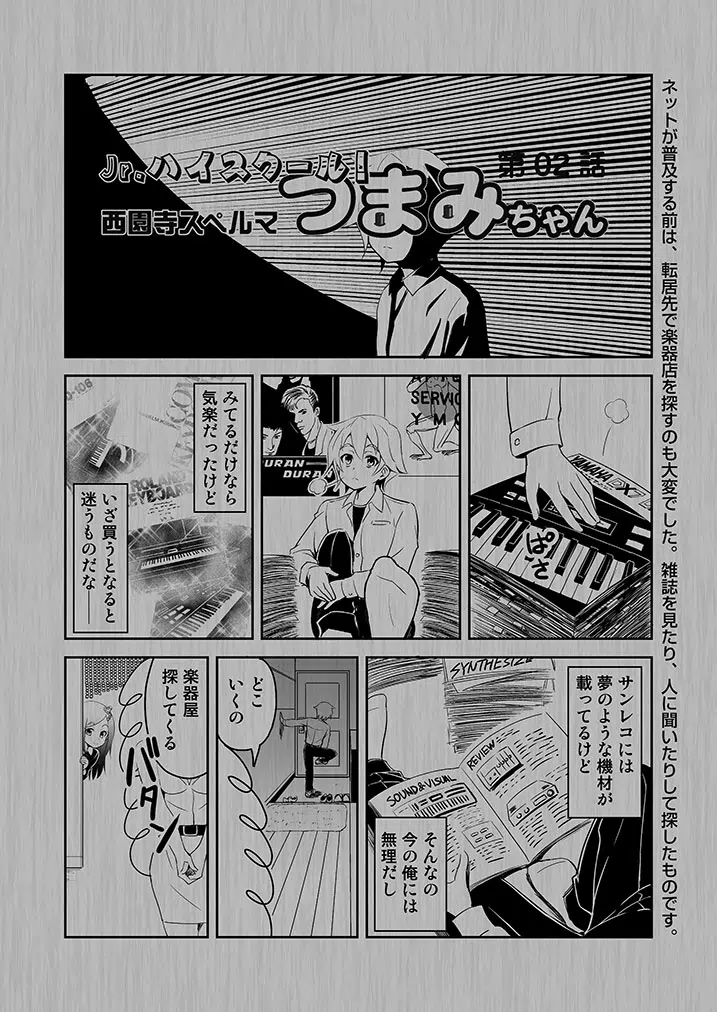 ネットが普及する前は、転居先で楽器店を探すのも大変でした。雑誌を見たり、人に聞いたりして探したものです。
Jr.ハイスクール!
つまみちゃん
第02話
西園寺スペルマ
YAMAHA DX7
ぱさ
SERVIC
YMO
DURAN
DURA
みてるだけなら
気楽だったけど
いざ買うとなると
迷うものだな──
KEYBOARD
サンレコには
夢のような機材が
載ってるけど
SYNTHESIZE
REVIEW
SOUND&VISUAL
そんなの
今の俺には
無理だし
どこ
いくの
楽器屋
探して〜る
バタン